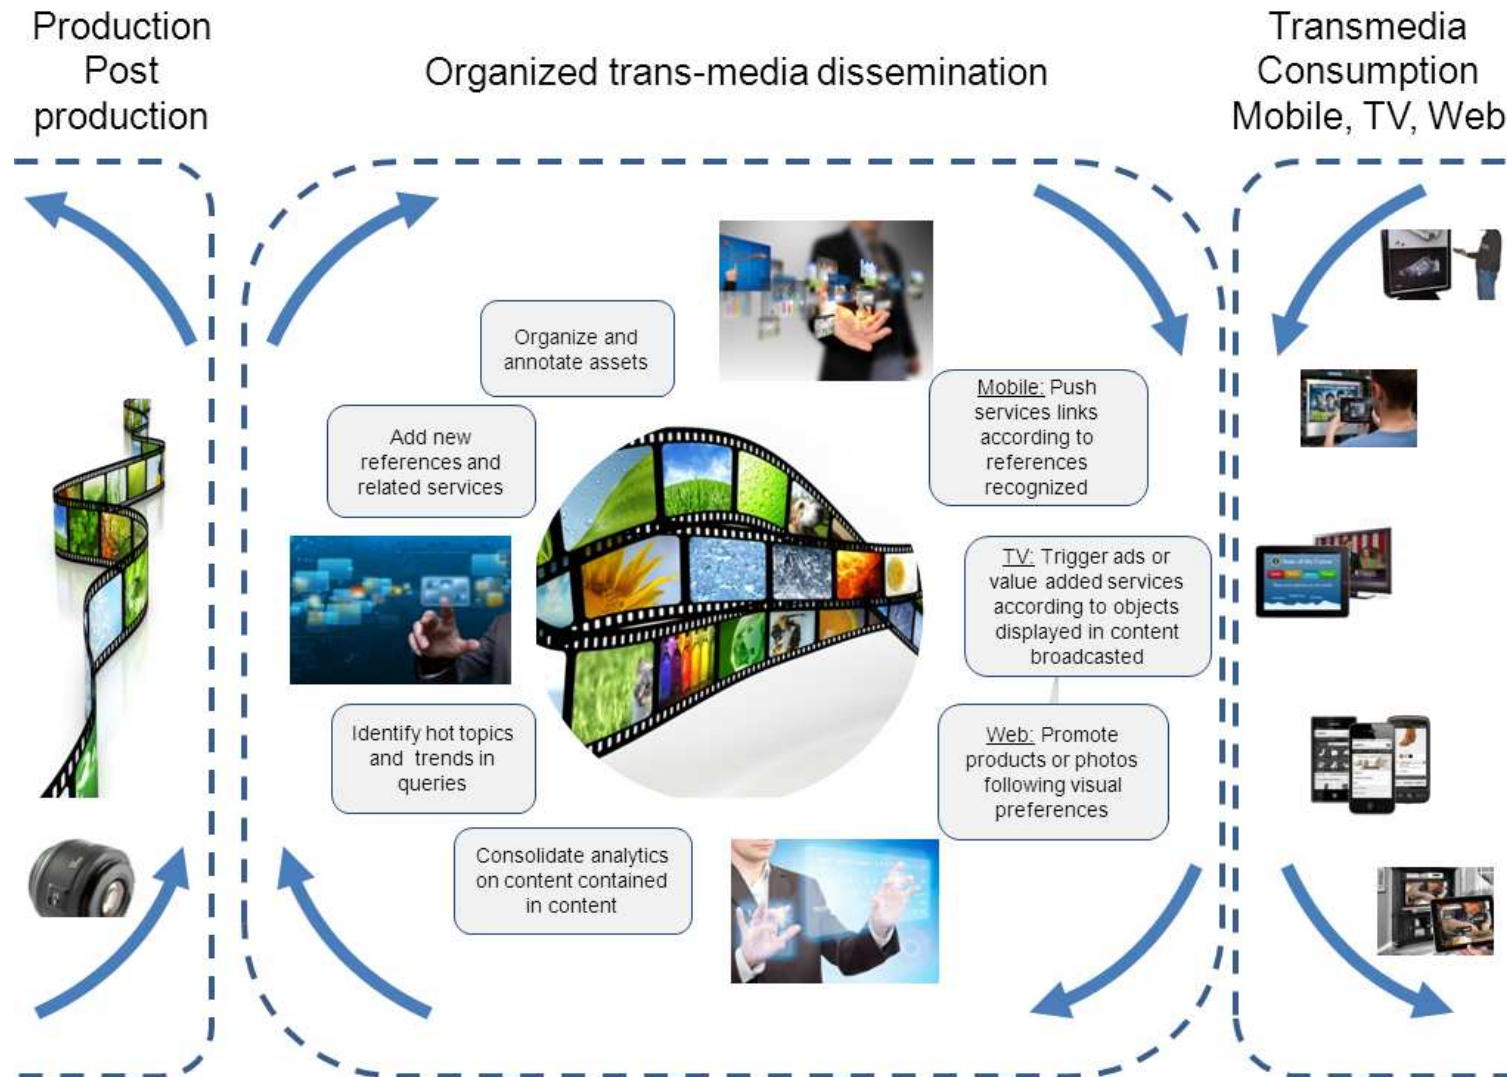 Production
Post
production
Organized trans-media dissemination
Transmedia
Consumption
Mobile, TV, Web
Organize and
annotate assets
Add new
references and
related services
Identify hot topics
and trends in
queries
Consolidate analytics
on content contained
in content
Mobile: Push
services links
according to
references
recognized
TV: Trigger ads or
value added services
according to objects
displayed in content
broadcasted
Web: Promote
products or photos
following visual
preferences